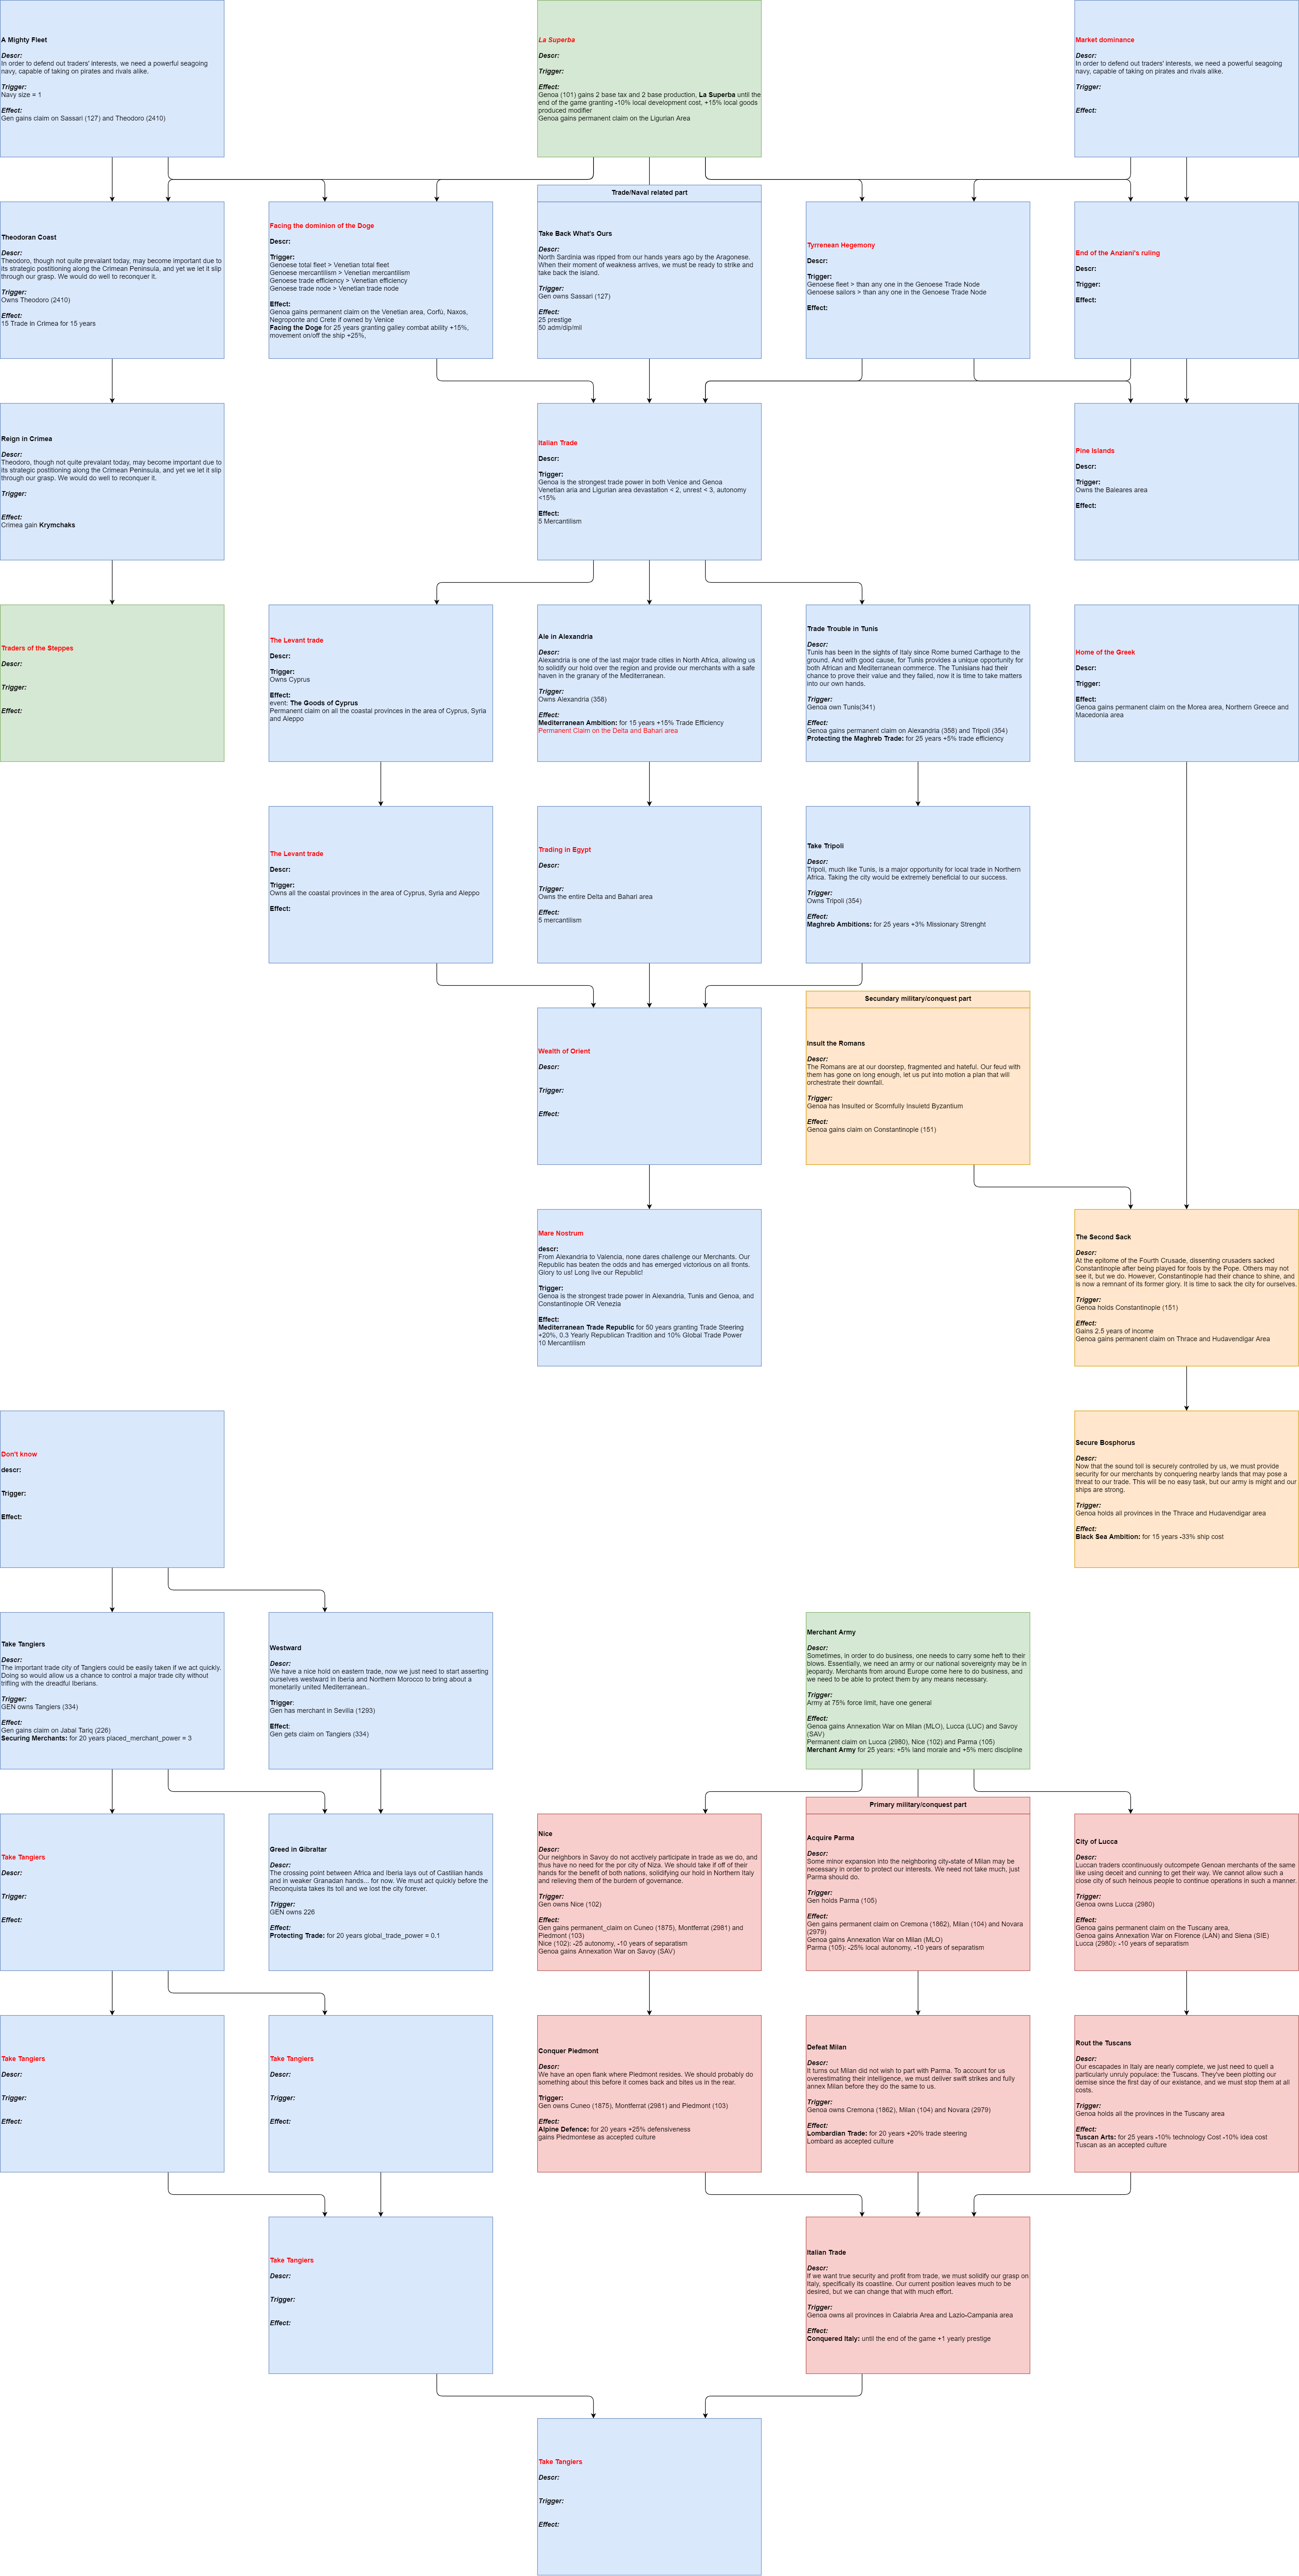 A Mighty Fleet
Descr:
In order to defend out traders' interests, we need a powerful seagoing
navy, capable of taking on pirates and rivals alike.
Trigger:
Navy size = 1
Effect:
Gen gains claim on Sassari (127) and Theodoro (2410)
La Superba
Descr:
Trigger:
Effect:
Genoa (101) gains 2 base tax and 2 base production, La Superba until the
end of the game granting -10% local development cost, +15% local goods
produced modifier
Genoa gains permanent claim on the Ligurian Area
Market dominance
Descr:
In order to defend out traders' interests, we need a powerful seagoing
navy, capable of taking on pirates and rivals alike.
Trigger:
Effect:
Theodoran Coast
Descr:
Theodoro, though not quite prevalant today, may become important due to
its strategic postitioning along the Crimean Peninsula, and yet we let it slip
through our grasp. We would do well to reconquer it.
Trigger:
Owns Theodoro (2410)
Effect:
15 Trade in Crimea for 15 years
Facing the dominion of the Doge
Descr:
Trigger:
Genoese total fleet > Venetian total fleet
Genoese mercantilism > Venetian mercantilism
Genoese trade efficiency > Venetian efficiency
Genoese trade node > Venetian trade node
Effect:
Genoa gains permanent claim on the Venetian area, Corfù, Naxos,
Negroponte and Crete if owned by Venice
Facing the Doge for 25 years granting galley combat ability +15%,
movement on/off the ship +25%,
Trade/Naval related part
Take Back What's Ours
Descr:
North Sardinia was ripped from our hands years ago by the Aragonese.
When their moment of weakness arrives, we must be ready to strike and
take back the island.
Trigger:
Gen owns Sassari (127)
Effect:
25 prestige
50 adm/dip/mil
Tyrrenean Hegemony
Descr:
Trigger:
Genoese fleet > than any one in the Genoese Trade Node
Genoese sailors > than any one in the Genoese Trade Node
Effect:
End of the Anziani's ruling
Descr:
Trigger:
Effect:
Reign in Crimea
Descr:
Theodoro, though not quite prevalant today, may become important due to
its strategic postitioning along the Crimean Peninsula, and yet we let it slip
through our grasp. We would do well to reconquer it.
Trigger:
Effect:
Crimea gain Krymchaks
Italian Trade
Descr:
Trigger:
Genoa is the strongest trade power in both Venice and Genoa
Venetian aria and Ligurian area devastation < 2, unrest < 3, autonomy
<15%
Effect:
5 Mercantilism
Pine Islands
Descr:
Trigger:
Owns the Baleares area
Effect:
Traders of the Steppes
Descr:
Trigger:
Effect:
The Levant trade
Descr:
Trigger:
Owns Cyprus
Effect:
event: The Goods of Cyprus
Permanent claim on all the coastal provinces in the area of Cyprus, Syria
and Aleppo
Ale in Alexandria
Descr:
Alexandria is one of the last major trade cities in North Africa, allowing us
to solidify our hold over the region and provide our merchants with a safe
haven in the granary of the Mediterranean.
Trigger:
Owns Alexandria (358)
Effect:
Mediterranean Ambition: for 15 years +15% Trade Efficiency
Permanent Claim on the Delta and Bahari area
Trade Trouble in Tunis
Descr:
Tunis has been in the sights of Italy since Rome burned Carthage to the
ground. And with good cause, for Tunis provides a unique opportunity for
both African and Mediterranean commerce. The Tunisians had their
chance to prove their value and they failed, now it is time to take matters
into our own hands.
Trigger:
Genoa own Tunis(341)
Effect:
Genoa gains permanent claim on Alexandria (358) and Tripoli (354)
Protecting the Maghreb Trade: for 25 years +5% trade efficiency
Home of the Greek
Descr:
Trigger:
Effect:
Genoa gains permanent claim on the Morea area, Northern Greece and
Macedonia area
The Levant trade
Descr:
Trigger:
Owns all the coastal provinces in the area of Cyprus, Syria and Aleppo
Effect:
Trading in Egypt
Descr:
Trigger:
Owns the entire Delta and Bahari area
Effect:
5 mercantilism
Take Tripoli
Descr:
Tripoli, much like Tunis, is a major opportunity for local trade in Northern
Africa. Taking the city would be extremely beneficial to our success.
Trigger:
Owns Tripoli (354)
Effect:
Maghreb Ambitions: for 25 years +3% Missionary Strenght
Wealth of Orient
Descr:
Trigger:
Effect:
Secundary military/conquest part
Insult the Romans
Descr:
The Romans are at our doorstep, fragmented and hateful. Our feud with
them has gone on long enough, let us put into motion a plan that will
orchestrate their downfall.
Trigger:
Genoa has Insulted or Scornfully Insuletd Byzantium
Effect:
Genoa gains claim on Constantinople (151)
Mare Nostrum
descr:
From Alexandria to Valencia, none dares challenge our Merchants. Our
Republic has beaten the odds and has emerged victorious on all fronts.
Glory to us! Long live our Republic!
Trigger:
Genoa is the strongest trade power in Alexandria, Tunis and Genoa, and
Constantinople OR Venezia
Effect:
Mediterranean Trade Republic for 50 years granting Trade Steering
+20%, 0.3 Yearly Republican Tradition and 10% Global Trade Power
10 Mercantilism
The Second Sack
Descr:
At the epitome of the Fourth Crusade, dissenting crusaders sacked
Constantinople after being played for fools by the Pope. Others may not
see it, but we do. However, Constantinople had their chance to shine, and
is now a remnant of its former glory. It is time to sack the city for ourselves.
Trigger:
Genoa holds Constantinople (151)
Effect:
Gains 2.5 years of income
Genoa gains permanent claim on Thrace and Hudavendigar Area
Don't know
descr:
Trigger:
Effect:
Secure Bosphorus
Descr:
Now that the sound toll is securely controlled by us, we must provide
security for our merchants by conquering nearby lands that may pose a
threat to our trade. This will be no easy task, but our army is might and our
ships are strong.
Trigger:
Genoa holds all provinces in the Thrace and Hudavendigar area
Effect:
Black Sea Ambition: for 15 years -33% ship cost
Take Tangiers
Descr:
The important trade city of Tangiers could be easily taken if we act quickly.
Doing so would allow us a chance to control a major trade city without
trifling with the dreadful Iberians.
Trigger:
GEN owns Tangiers (334)
Effect:
Gen gains claim on Jabal Tariq (226)
Securing Merchants: for 20 years placed_merchant_power = 3
Westward
Descr:
We have a nice hold on eastern trade, now we just need to start asserting
ourselves westward in Iberia and Northern Morocco to bring about a
monetarily united Mediterranean..
Trigger:
Gen has merchant in Sevilla (1293)
Effect:
Gen gets claim on Tangiers (334)
Merchant Army
Descr:
Sometimes, in order to do business, one needs to carry some heft to their
blows. Essentially, we need an army or our national sovereignty may be in
jeopardy, Merchants from around Europe come here to do business, and
we need to be able to protect them by any means necessary.
Trigger:
Army at 75% force limit, have one general
Effect:
Genoa gains Annexation War on Milan (MLO), Lucca (LUC) and Savoy
(SAV)
Permanent claim on Lucca (2980), Nice (102) and Parma (105)
Merchant Army for 25 years: +5% land morale and +5% merc discipline
Take Tangiers
Descr:
Trigger:
Effect:
Greed in Gibraltar
Descr:
The crossing point between Africa and Iberia lays out of Castilian hands
and in weaker Granadan hands... for now. We must act quickly before the
Reconquista takes its toll and we lost the city forever.
Trigger:
GEN owns 226
Effect:
Protecting Trade: for 20 years global_trade_power = 0.1
Nice
Descr:
Our neighbors in Savoy do not acctively participate in trade as we do, and
thus have no need for the por city of Niza. We should take if off of their
hands for the benefit of both nations, solidifying our hold in Northern Italy
and relieving them of the burdern of governance.
Trigger:
Gen owns Nice (102)
Effect:
Gen gains permanent_claim on Cuneo (1875), Montferrat (2981) and
Piedmont (103)
Nice (102): -25 autonomy, -10 years of separatism
Genoa gains Annexation War on Savoy (SAV)
Primary military/conquest part
Acquire Parma
Descr:
Some minor expansion into the neighboring city-state of Milan may be
necessary in order to protect our interests. We need not take much, just
Parma should do.
Trigger:
Gen holds Parma (105)
Effect:
Gen gains permanent claim on Cremona (1862), Milan (104) and Novara
(2979)
Genoa gains Annexation War on Milan (MLO)
Parma (105): -25% local autonomy, -10 years of separatism
City of Lucca
Descr:
Luccan traders ccontinuously outcompete Genoan merchants of the same
like using deceit and cunning to get their way. We cannot allow such a
close city of such heinous people to continue operations in such a manner.
Trigger:
Genoa owns Lucca (2980)
Effect:
Genoa gains permanent claim on the Tuscany area,
Genoa gains Annexation War on Florence (LAN) and Siena (SIE)
Lucca (2980): -10 years of separatism
Take Tangiers
Descr:
Trigger:
Effect:
Take Tangiers
Descr:
Trigger:
Effect:
Conquer Piedmont
Descr:
We have an open flank where Piedmont resides. We should probably do
something about this before it comes back and bites us in the rear.
Trigger:
Gen owns Cuneo (1875), Montferrat (2981) and Piedmont (103)
Effect:
Alpine Defence: for 20 years +25% defensiveness
gains Piedmontese as accepted culture
Defeat Milan
Descr:
It turns out Milan did not wish to part with Parma. To account for us
overestimating their intelligence, we must deliver swift strikes and fully
annex Milan before they do the same to us.
Trigger:
Genoa owns Cremona (1862), Milan (104) and Novara (2979)
Effect:
Lombardian Trade: for 20 years +20% trade steering
Lombard as accepted culture
Rout the Tuscans
Descr:
Our escapades in Italy are nearly complete, we just need to quell a
particularly unruly populace: the Tuscans. They've been plotting our
demise since the first day of our existance, and we must stop them at all
costs.
Trigger:
Genoa holds all the provinces in the Tuscany area
Effect:
Tuscan Arts: for 25 years -10% technology Cost -10% idea cost
Tuscan as an accepted culture
Take Tangiers
Descr:
Trigger:
Effect:
Italian Trade
Descr:
If we want true security and profit from trade, we must solidify our grasp on
Italy, specifically its coastline. Our current position leaves much to be
desired, but we can change that with much effort.
Trigger:
Genoa owns all provinces in Calabria Area and Lazio-Campania area
Effect:
Conquered Italy: until the end of the game +1 yearly prestige
Take Tangiers
Descr:
Trigger:
Effect: